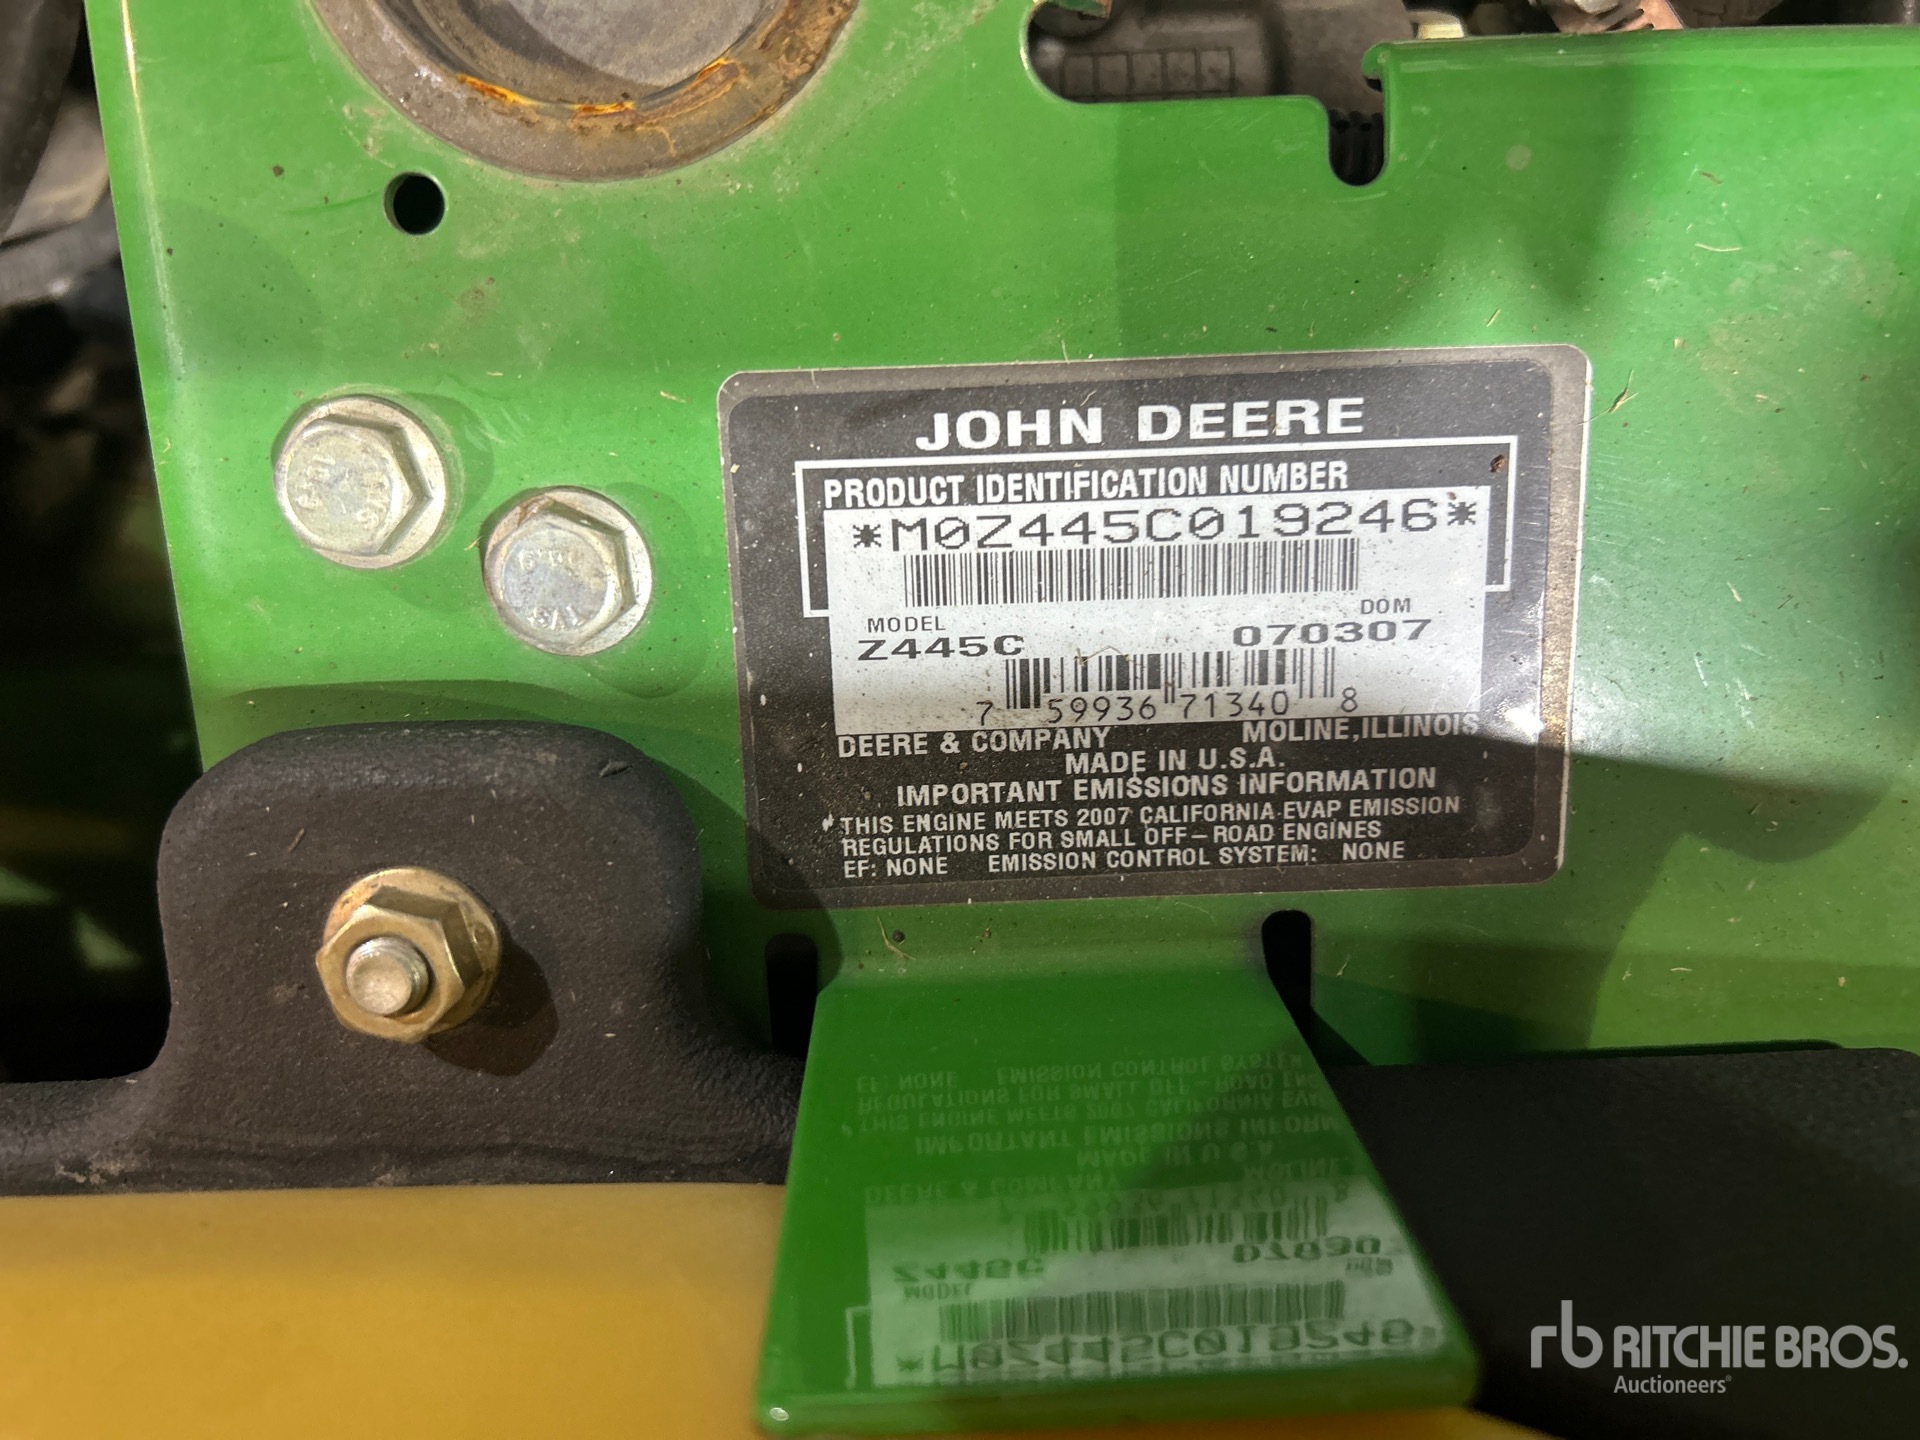 JOHN DEERE
PRODUCT IDENTIFICATION NUMBER
*M0Z445C019246*
MODEL DOM
Z445C 070307
7 59936 71340 8
DEERE & COMPANY MOLINE, ILLINOIS
MADE IN U.S.A.
IMPORTANT EMISSIONS INFORMATION
THIS ENGINE MEETS 2007 CALIFORNIA EVAP EMISSION
REGULATIONS FOR SMALL OFF-ROAD ENGINES
EF: NONE EMISSION CONTROL SYSTEM: NONE
rb RITCHIE BROS.
Auctioneers®